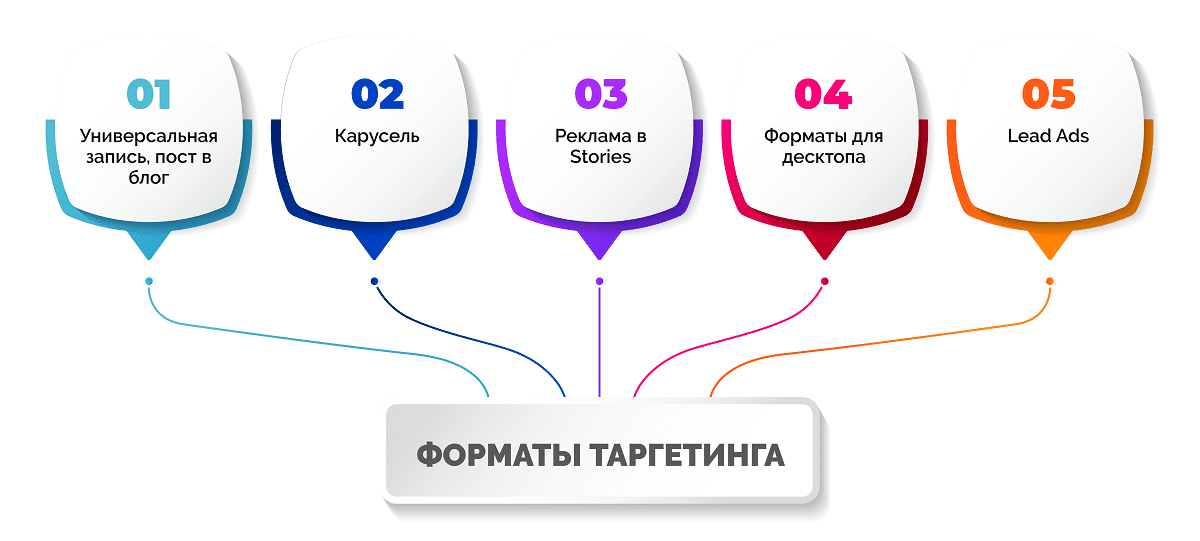 01
Универсальная
запись, пост в
блог
02
Карусель
03
Реклама в
Stories
04
Форматы для
десктопа
05
Lead Ads
ФОРМАТЫ ТАРГЕТИНГА